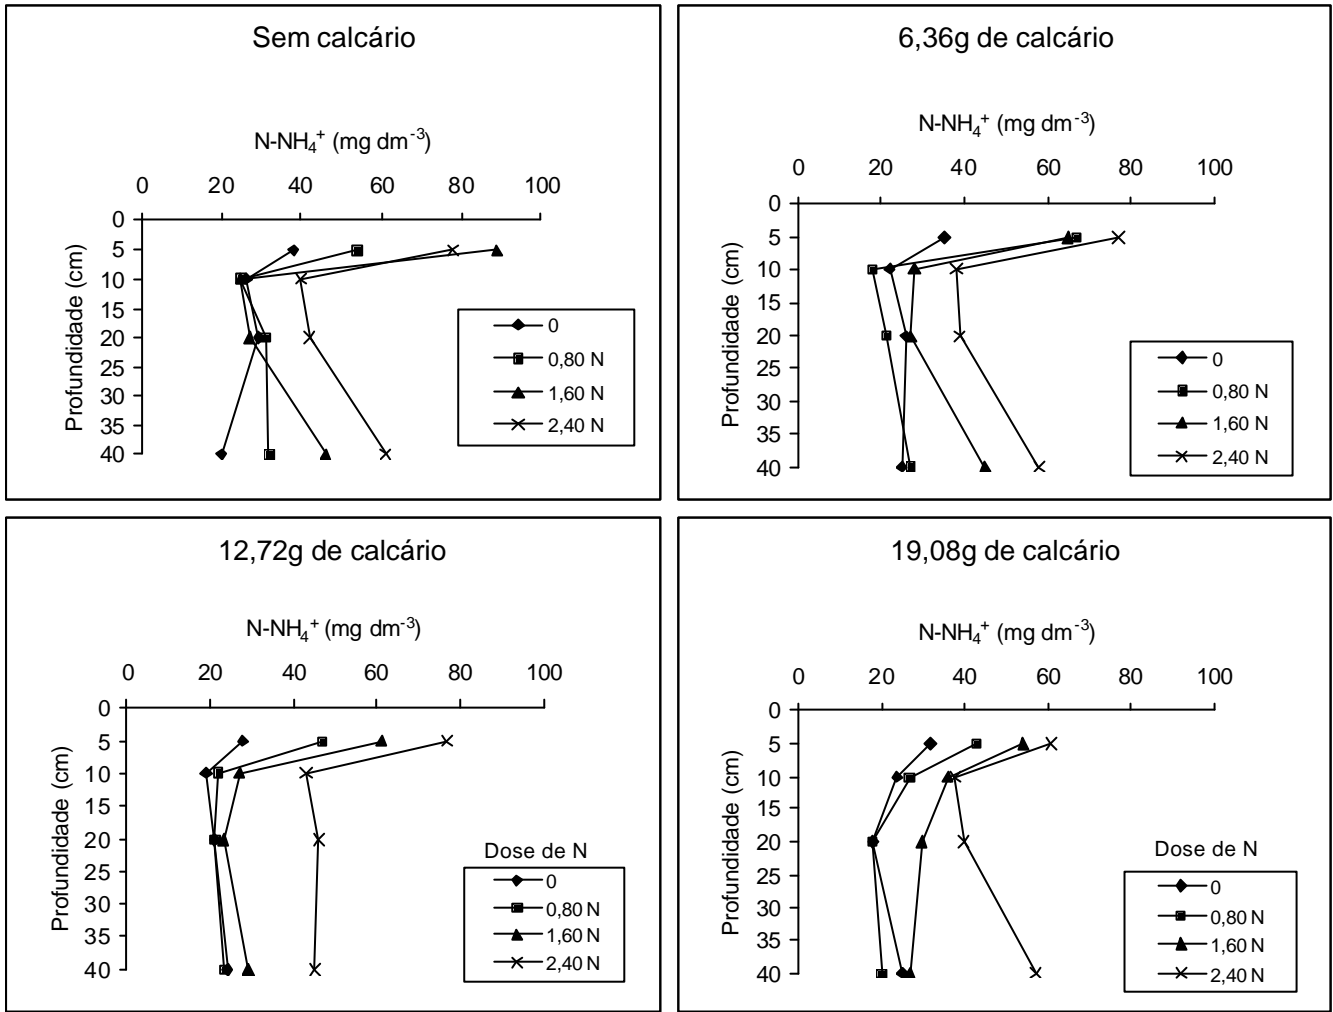 Sem calcário
N-NH₄⁺ (mg dm⁻³)
0 20 40 60 80 100
Profundidade (cm)
0
5
10
15
20
25
30
35
40
0
0,80 N
1,60 N
2,40 N
6,36g de calcário
N-NH₄⁺ (mg dm⁻³)
0 20 40 60 80 100
Profundidade (cm)
0
5
10
15
20
25
30
35
40
0
0,80 N
1,60 N
2,40 N
12,72g de calcário
N-NH₄⁺ (mg dm⁻³)
0 20 40 60 80 100
Profundidade (cm)
0
5
10
15
20
25
30
35
40
Dose de N
0
0,80 N
1,60 N
2,40 N
19,08g de calcário
N-NH₄⁺ (mg dm⁻³)
0 20 40 60 80 100
Profundidade (cm)
0
5
10
15
20
25
30
35
40
Dose de N
0
0,80 N
1,60 N
2,40 N